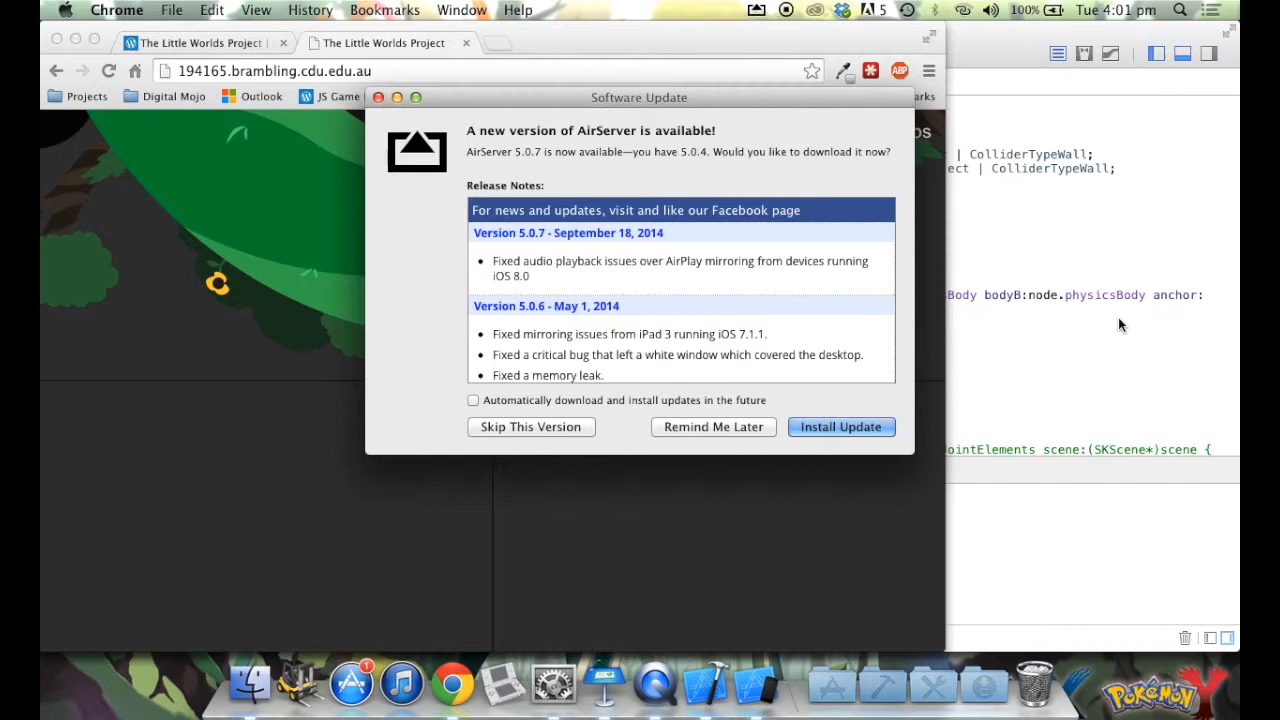 Chrome File Edit View History Bookmarks Window Help 5 100% Tue 4:01 pm
The Little Worlds Project | The Little Worlds Project
194165.brambling.cdu.edu.au ABP
Projects Digital Mojo Outlook JS Game arks
Software Update
A new version of AirServer is available!
AirServer 5.0.7 is now available—you have 5.0.4. Would you like to download it now?
Release Notes:
For news and updates, visit and like our Facebook page
Version 5.0.7 - September 18, 2014
• Fixed audio playback issues over AirPlay mirroring from devices running
iOS 8.0
Version 5.0.6 - May 1, 2014
• Fixed mirroring issues from iPad 3 running iOS 7.1.1.
• Fixed a critical bug that left a white window which covered the desktop.
• Fixed a memory leak.
Automatically download and install updates in the future
Skip This Version Remind Me Later Install Update
os
| ColliderTypeWall;
ect | ColliderTypeWall;
sBody bodyB:node.physicsBody anchor:
ointElements scene:(SKScene*)scene {
1
POKéMON Y